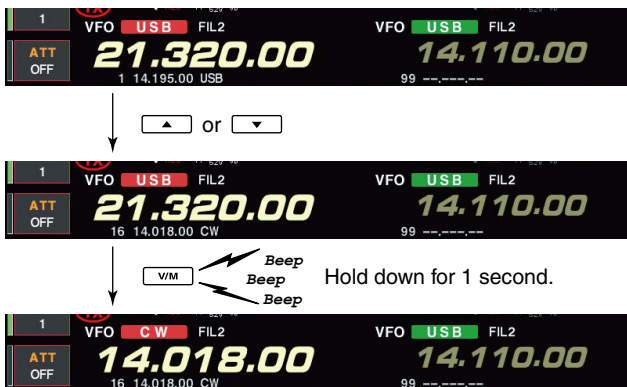 1 VFO USB FIL2 VFO USB FIL2
ATT OFF 21.320.00 14.110.00
1 14.195.00 USB 99 --.---.--
or
1 VFO USB FIL2 VFO USB FIL2
ATT OFF 21.320.00 14.110.00
16 14.018.00 CW 99 --.---.--
V/M Beep Beep Beep Hold down for 1 second.
1 VFO CW FIL2 VFO USB FIL2
ATT OFF 14.018.00 14.110.00
16 14.018.00 CW 99 --.---.--